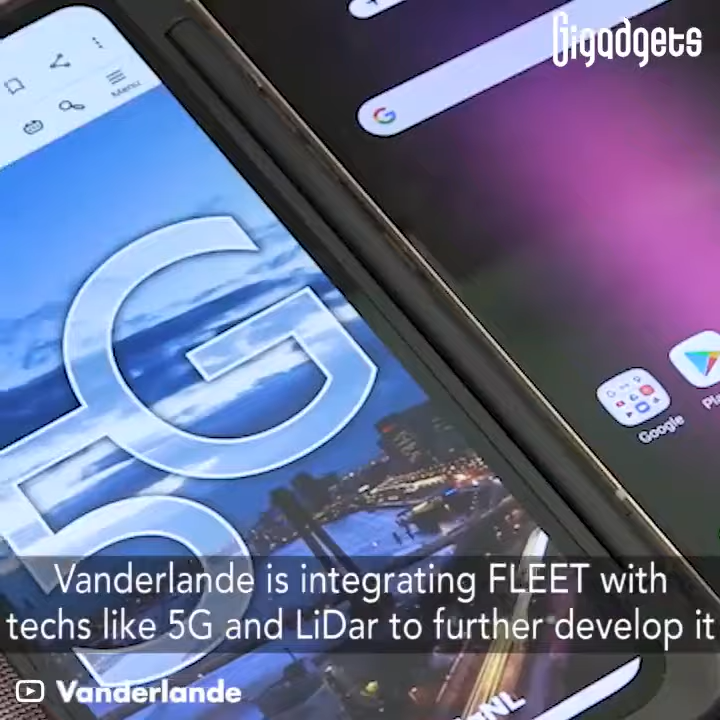 Gigadgets
Menu
5G
Google
Vanderlande is integrating FLEET with
techs like 5G and LiDar to further develop it
Vanderlande